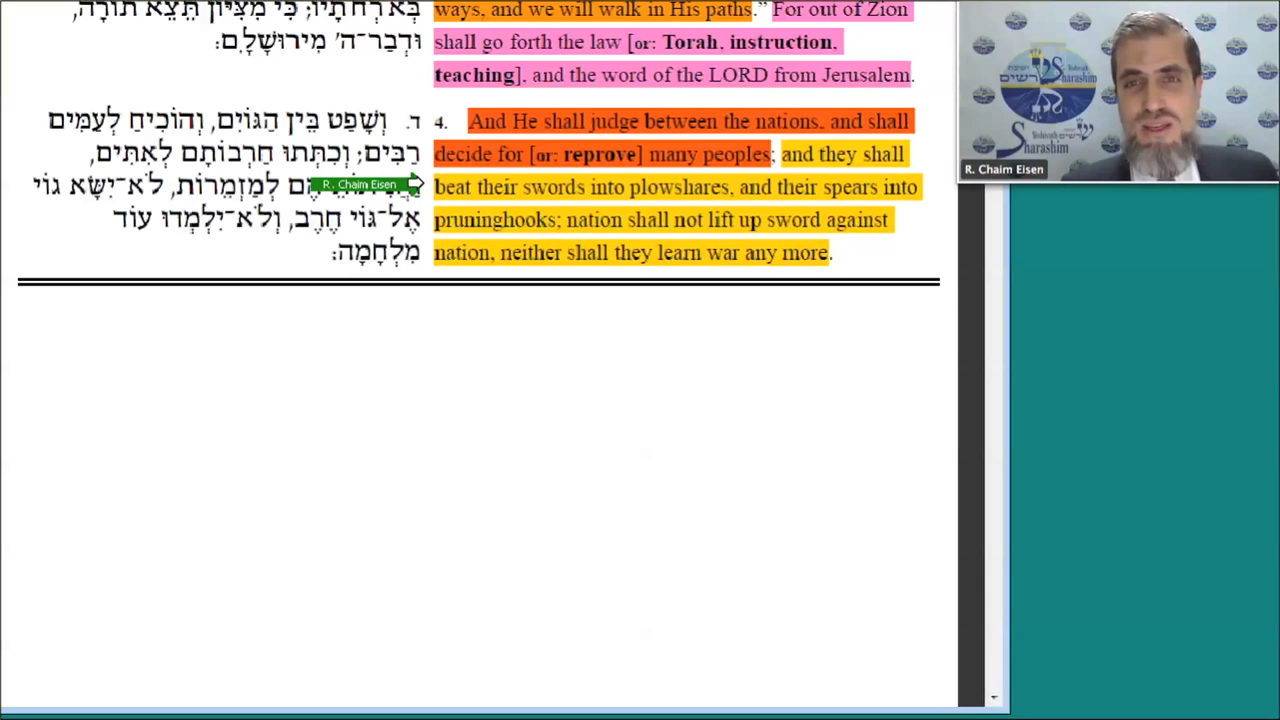 בְּאֹרְחֹתָיו; כִּי מִצִּיּוֹן תֵּצֵא תוֹרָה,
וּדְבַר־ה' מִירוּשָׁלִָם:
ways, and we will walk in His paths.” For out of Zion
shall go forth the law [or: Torah, instruction,
teaching], and the word of the LORD from Jerusalem.
ד. וְשָׁפַט בֵּין הַגּוֹיִם, וְהוֹכִיחַ לְעַמִּים
רַבִּים; וְכִתְּתוּ חַרְבוֹתָם לְאִתִּים,
לְמַזְמֵרוֹת, לֹא־יִשָּׂא גוֹי
אֶל־גּוֹי חֶרֶב, וְלֹא־יִלְמְדוּ עוֹד
מִלְחָמָה:
4. And He shall judge between the nations, and shall
decide for [or: reprove] many peoples; and they shall
beat their swords into plowshares, and their spears into
pruninghooks; nation shall not lift up sword against
nation, neither shall they learn war any more.
R. Chaim Eisen
Yeshivath
Sharashim
ישיבת
שרשים
R. Chaim Eisen